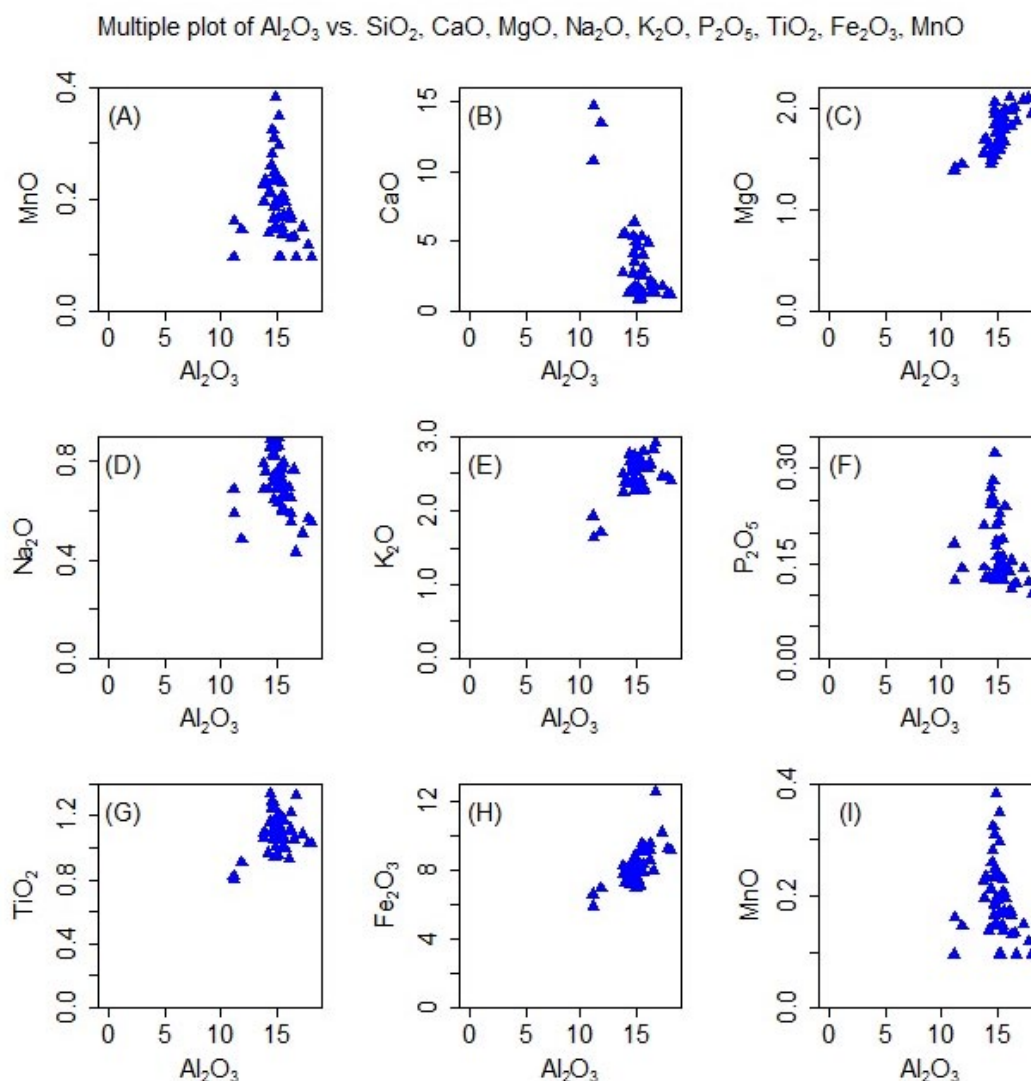 Multiple plot of Al₂O₃ vs. SiO₂, CaO, MgO, Na₂O, K₂O, P₂O₅, TiO₂, Fe₂O₃, MnO
(A)
MnO
0.0 0.2 0.4
0 5 10 15
Al₂O₃
(B)
CaO
0 5 10 15
0 5 10 15
Al₂O₃
(C)
MgO
0.0 1.0 2.0
0 5 10 15
Al₂O₃
(D)
Na₂O
0.0 0.4 0.8
0 5 10 15
Al₂O₃
(E)
K₂O
0.0 1.0 2.0 3.0
0 5 10 15
Al₂O₃
(F)
P₂O₅
0.00 0.15 0.30
0 5 10 15
Al₂O₃
(G)
TiO₂
0.0 0.4 0.8 1.2
0 5 10 15
Al₂O₃
(H)
Fe₂O₃
0 4 8 12
0 5 10 15
Al₂O₃
(I)
MnO
0.0 0.2 0.4
0 5 10 15
Al₂O₃